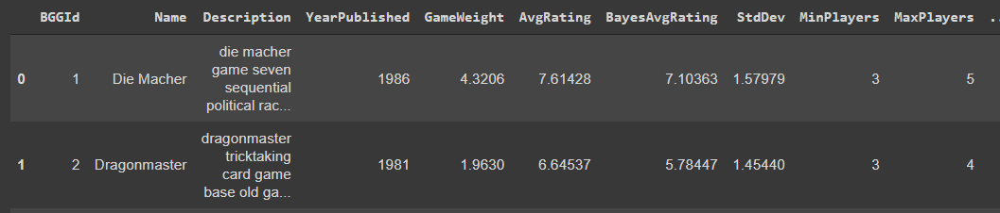 BGGId Name Description YearPublished GameWeight AvgRating BayesAvgRating StdDev MinPlayers MaxPlayers ..
die macher
game seven
0 1 Die Macher sequential 1986 4.3206 7.61428 7.10363 1.57979 3 5
political rac...
dragonmaster
tricktaking
1 2 Dragonmaster card game 1981 1.9630 6.64537 5.78447 1.45440 3 4
base old ga...